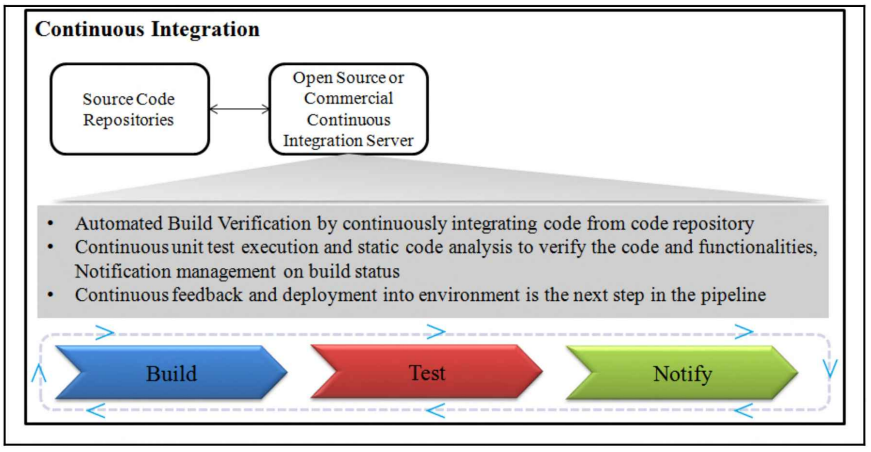 Continuous Integration
Source Code
Repositories
Open Source or
Commercial
Continuous
Integration Server
• Automated Build Verification by continuously integrating code from code repository
• Continuous unit test execution and static code analysis to verify the code and functionalities,
Notification management on build status
• Continuous feedback and deployment into environment is the next step in the pipeline
Build
Test
Notify